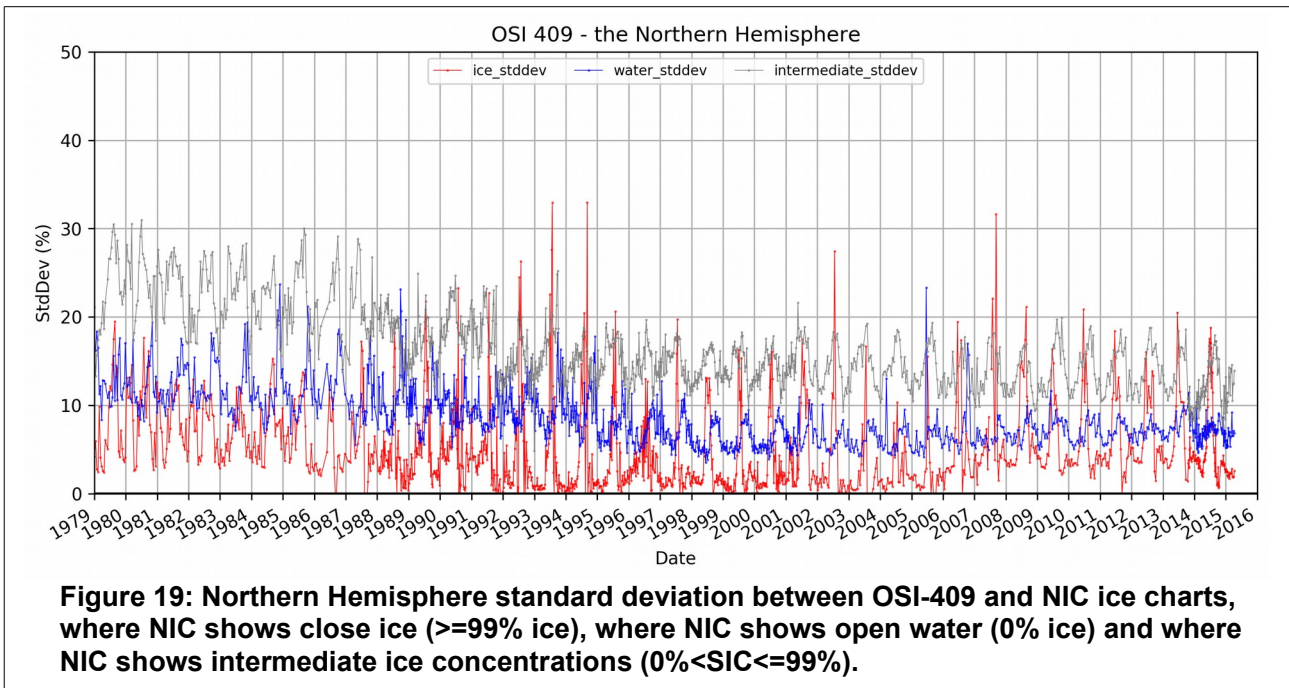 OSI 409 - the Northern Hemisphere
ice_stddev water_stddev intermediate_stddev
50
40
30
20
10
0
StdDev (%)
1979 1980 1981 1982 1983 1984 1985 1986 1987 1988 1989 1990 1991 1992 1993 1994 1995 1996 1997 1998 1999 2000 2001 2002 2003 2004 2005 2006 2007 2008 2009 2010 2011 2012 2013 2014 2015 2016
Date
Figure 19: Northern Hemisphere standard deviation between OSI-409 and NIC ice charts,
where NIC shows close ice (>=99% ice), where NIC shows open water (0% ice) and where
NIC shows intermediate ice concentrations (0%<SIC<=99%).